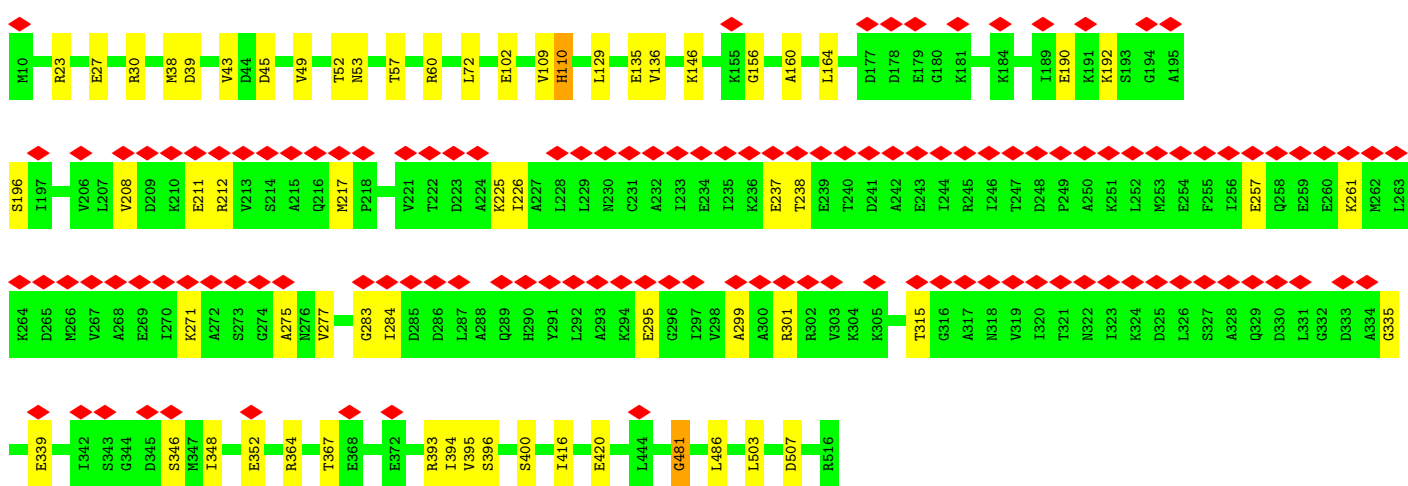 M10 R23 E27 R30 M38 D39 V43 D44 D45 V49 T52 N53 T57 R60 L72 E102 V109 H110 L129 E135 V136 K146 K155 G156 A160 L164 D177 D178 E179 G180 K181 K184 I189 E190 K191 K192 S193 G194 A195
S196 I197 V206 L207 V208 D209 K210 E211 R212 V213 S214 A215 Q216 M217 P218 V221 T222 D223 A224 K225 I226 A227 L228 L229 N230 C231 A232 I233 E234 I235 K236 E237 T238 E239 T240 D241 A242 E243 I244 R245 I246 T247 D248 P249 A250 K251 L252 M253 E254 F255 I256 E257 Q258 E259 E260 K261 M262 L263
K264 D265 M266 V267 A268 E269 I270 K271 A272 S273 G274 A275 N276 V277 G283 I284 D285 D286 L287 A288 Q289 H290 Y291 L292 A293 K294 E295 G296 I297 V298 A299 A300 R301 R302 V303 K304 K305 T315 G316 A317 N318 V319 I320 T321 N322 I323 K324 D325 L326 S327 A328 Q329 D330 L331 G332 D333 A334 G335
E339 I342 S343 G344 D345 S346 M347 I348 E352 R364 T367 E368 E372 R393 I394 V395 S396 S400 I416 E420 L444 G481 L486 L503 D507 R516